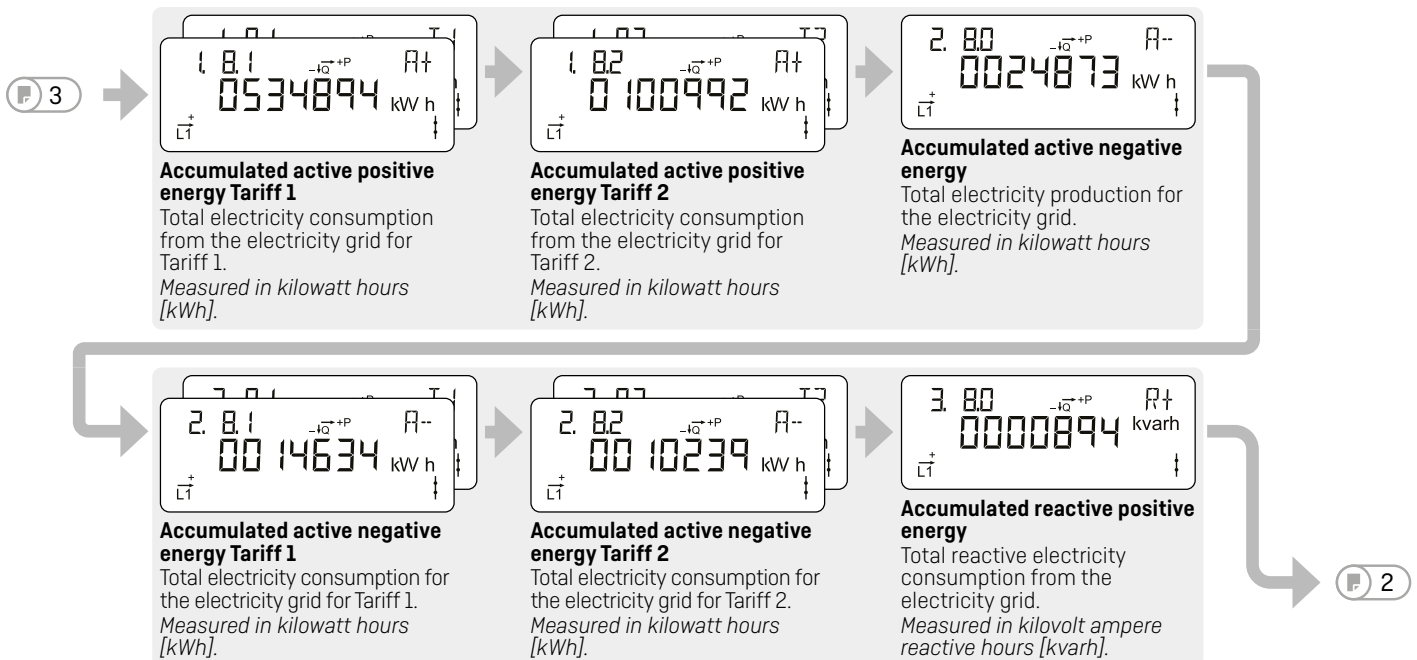 3
1. 8.1 -Q +P A+
0534894 kW h
L1 +
Accumulated active positive
energy Tariff 1
Total electricity consumption
from the electricity grid for
Tariff 1.
Measured in kilowatt hours
[kWh].
1. 8.2 -Q +P A+
0100992 kW h
L1 +
Accumulated active positive
energy Tariff 2
Total electricity consumption
from the electricity grid for
Tariff 2.
Measured in kilowatt hours
[kWh].
2. 8.0 -Q +P A--
0024873 kW h
L1 +
Accumulated active negative
energy
Total electricity production for
the electricity grid.
Measured in kilowatt hours
[kWh].
2. 8.1 -Q +P A--
0014634 kW h
L1 +
Accumulated active negative
energy Tariff 1
Total electricity consumption for
the electricity grid for Tariff 1.
Measured in kilowatt hours
[kWh].
2. 8.2 -Q +P A--
0010239 kW h
L1 +
Accumulated active negative
energy Tariff 2
Total electricity consumption for
the electricity grid for Tariff 2.
Measured in kilowatt hours
[kWh].
3. 8.0 -Q +P R+
0000894 kvarh
L1 +
Accumulated reactive positive
energy
Total reactive electricity
consumption from the
electricity grid.
Measured in kilovolt ampere
reactive hours [kvarh].
2